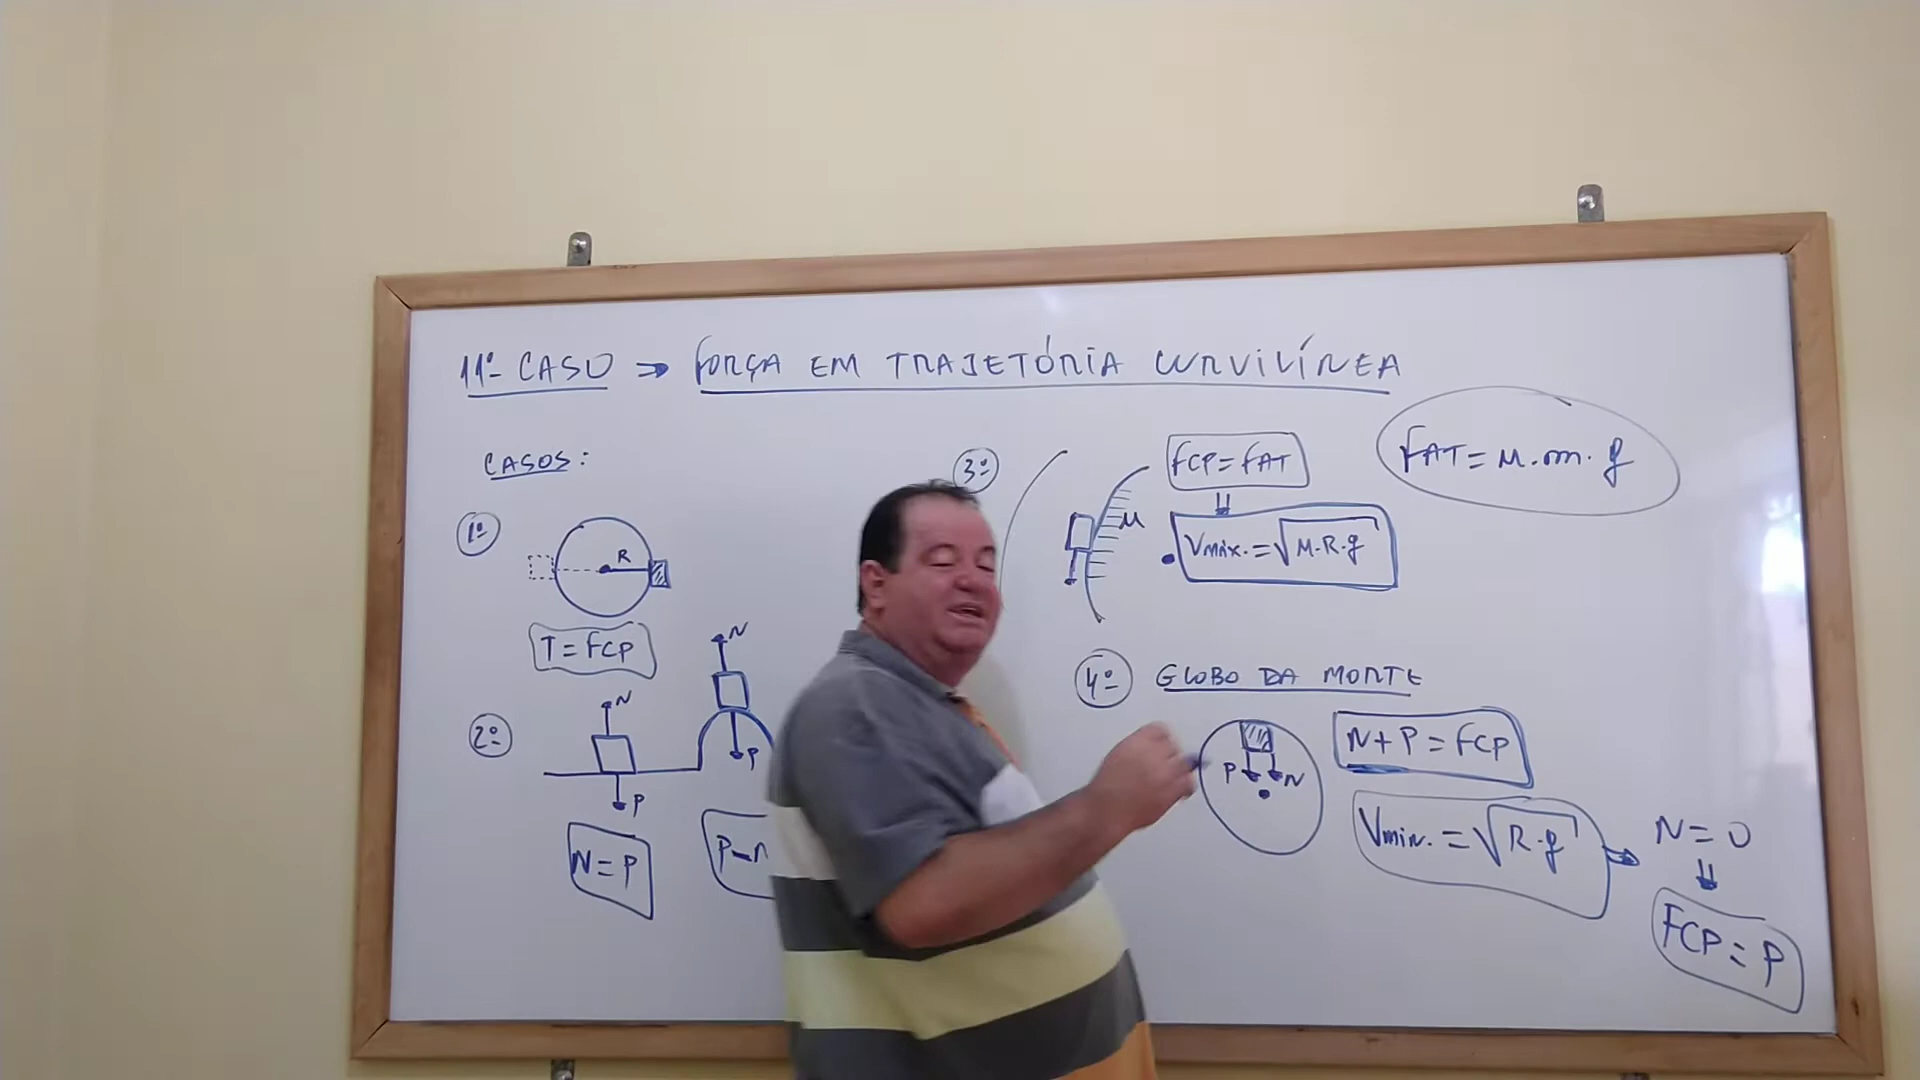 11º CASO ⇒ FORÇA EM TRAJETÓRIA CURVILÍNEA
CASOS:
1º
R
T = FCP
2º
N
P
N = P
N
P
P - N
3º
μ
FCP = FAT
⇓
Vmáx. = √μ.R.g
FAT = μ.m.g
4º GLOBO DA MORTE
P N
N + P = FCP
Vmin. = √R.g → N = 0
⇓
FCP = P